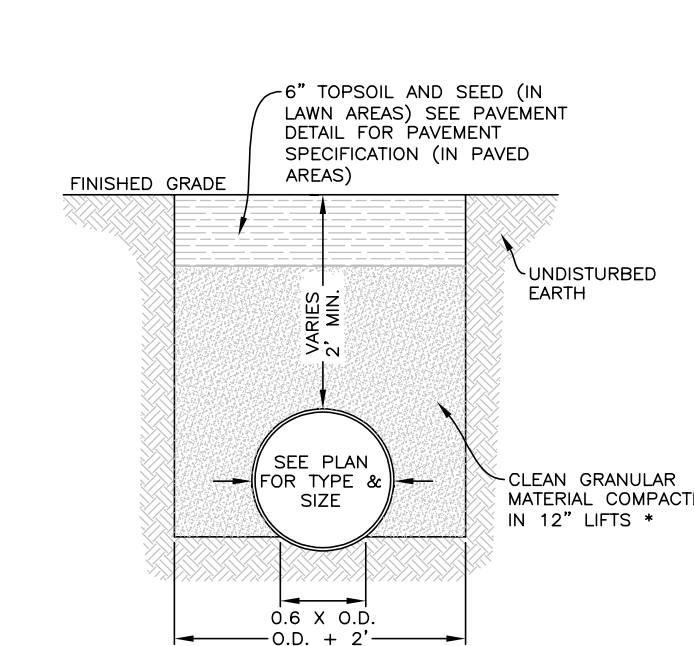 6” TOPSOIL AND SEED (IN
LAWN AREAS) SEE PAVEMENT
DETAIL FOR PAVEMENT
SPECIFICATION (IN PAVED
AREAS)
FINISHED GRADE
UNDISTURBED
EARTH
VARIES
2’ MIN.
SEE PLAN
FOR TYPE &
SIZE
CLEAN GRANULAR
MATERIAL COMPACT
IN 12” LIFTS *
0.6 X O.D.
O.D. + 2’